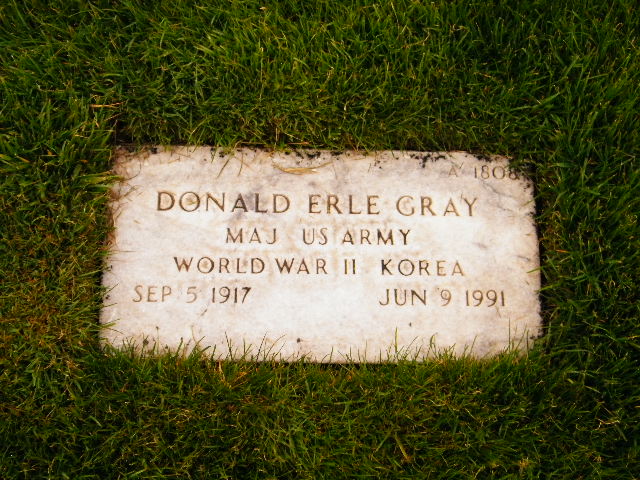 A 1808
DONALD ERLE GRAY
MAJ US ARMY
WORLD WAR II KOREA
SEP 5 1917 JUN 9 1991